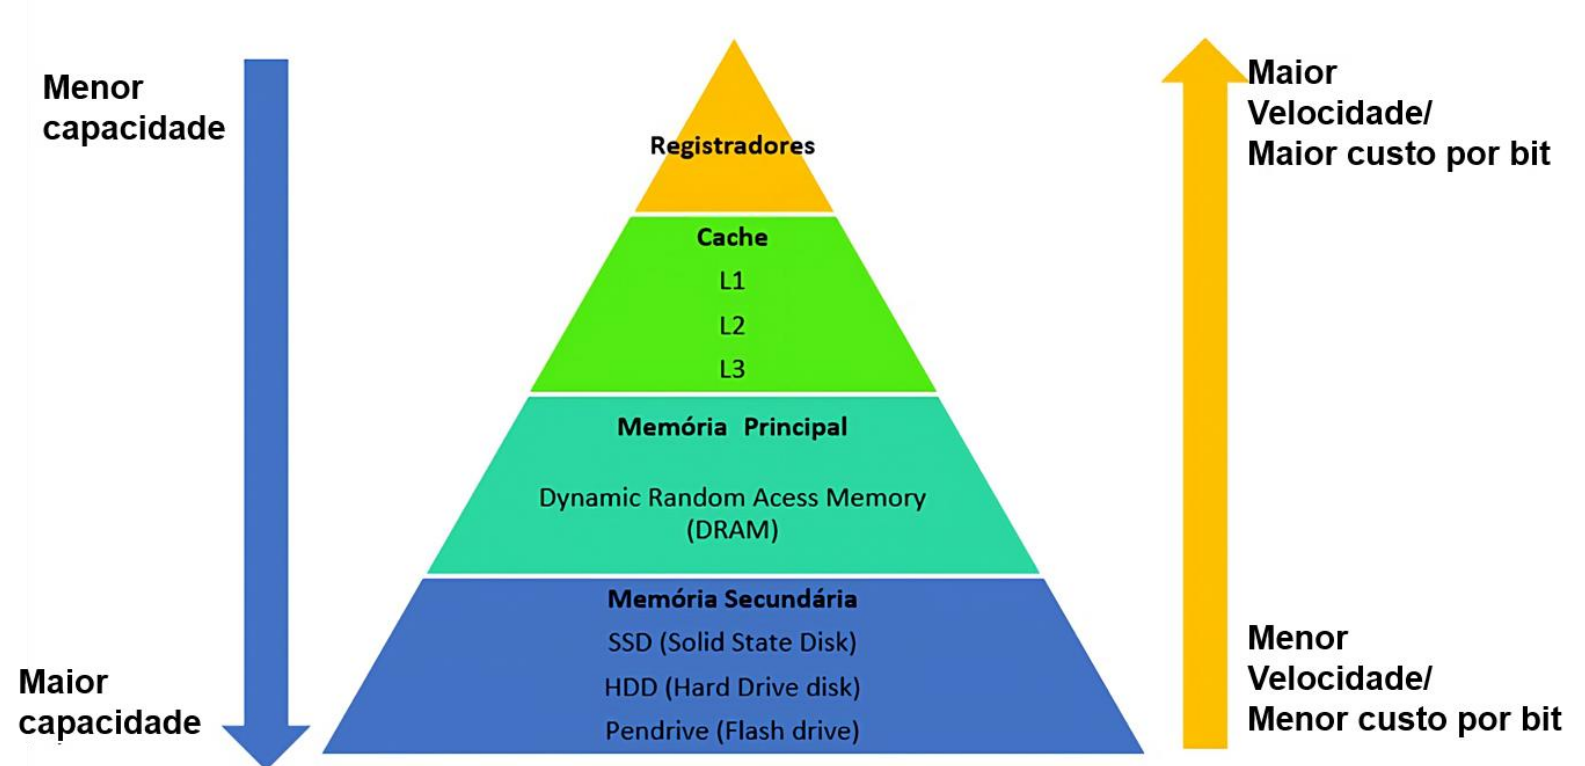 Menor
capacidade
Maior
capacidade
Registradores
Cache
L1
L2
L3
Memória Principal
Dynamic Random Acess Memory
(DRAM)
Memória Secundária
SSD (Solid State Disk)
HDD (Hard Drive disk)
Pendrive (Flash drive)
Maior
Velocidade/
Maior custo por bit
Menor
Velocidade/
Menor custo por bit